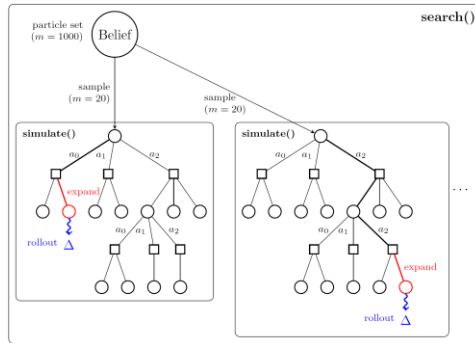 search()
particle set
(m = 1000)
Belief
sample
(m = 20)
sample
(m = 20)
simulate()
a0
a1
a2
expand
rollout Δ
a0
a1
a2
simulate()
a0
a1
a2
a0
a1
a2
expand
rollout Δ
...